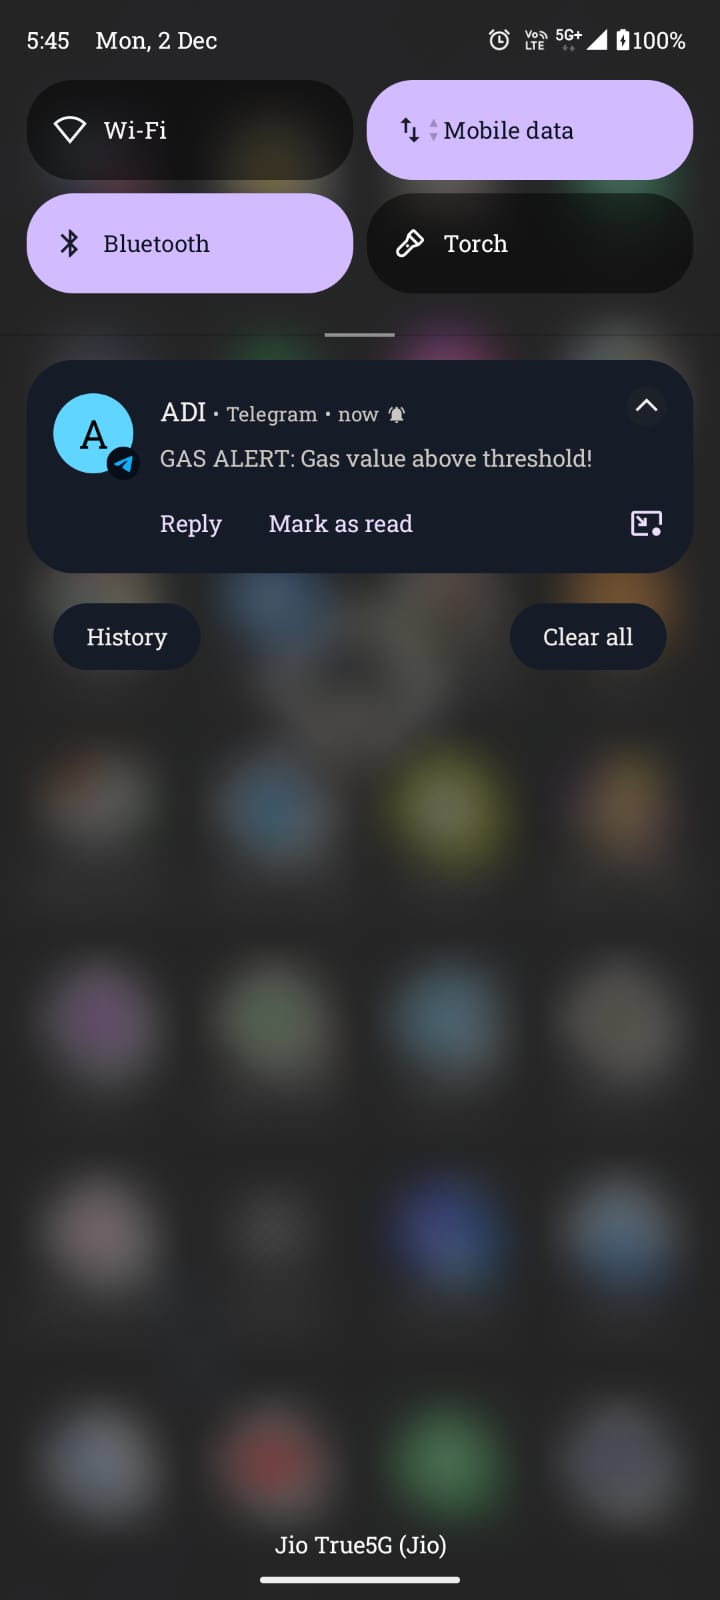 5:45 Mon, 2 Dec Vo)) LTE 5G+ 100%
Wi-Fi Mobile data
Bluetooth Torch
A ADI • Telegram • now
GAS ALERT: Gas value above threshold!
Reply Mark as read
History Clear all
Jio True5G (Jio)